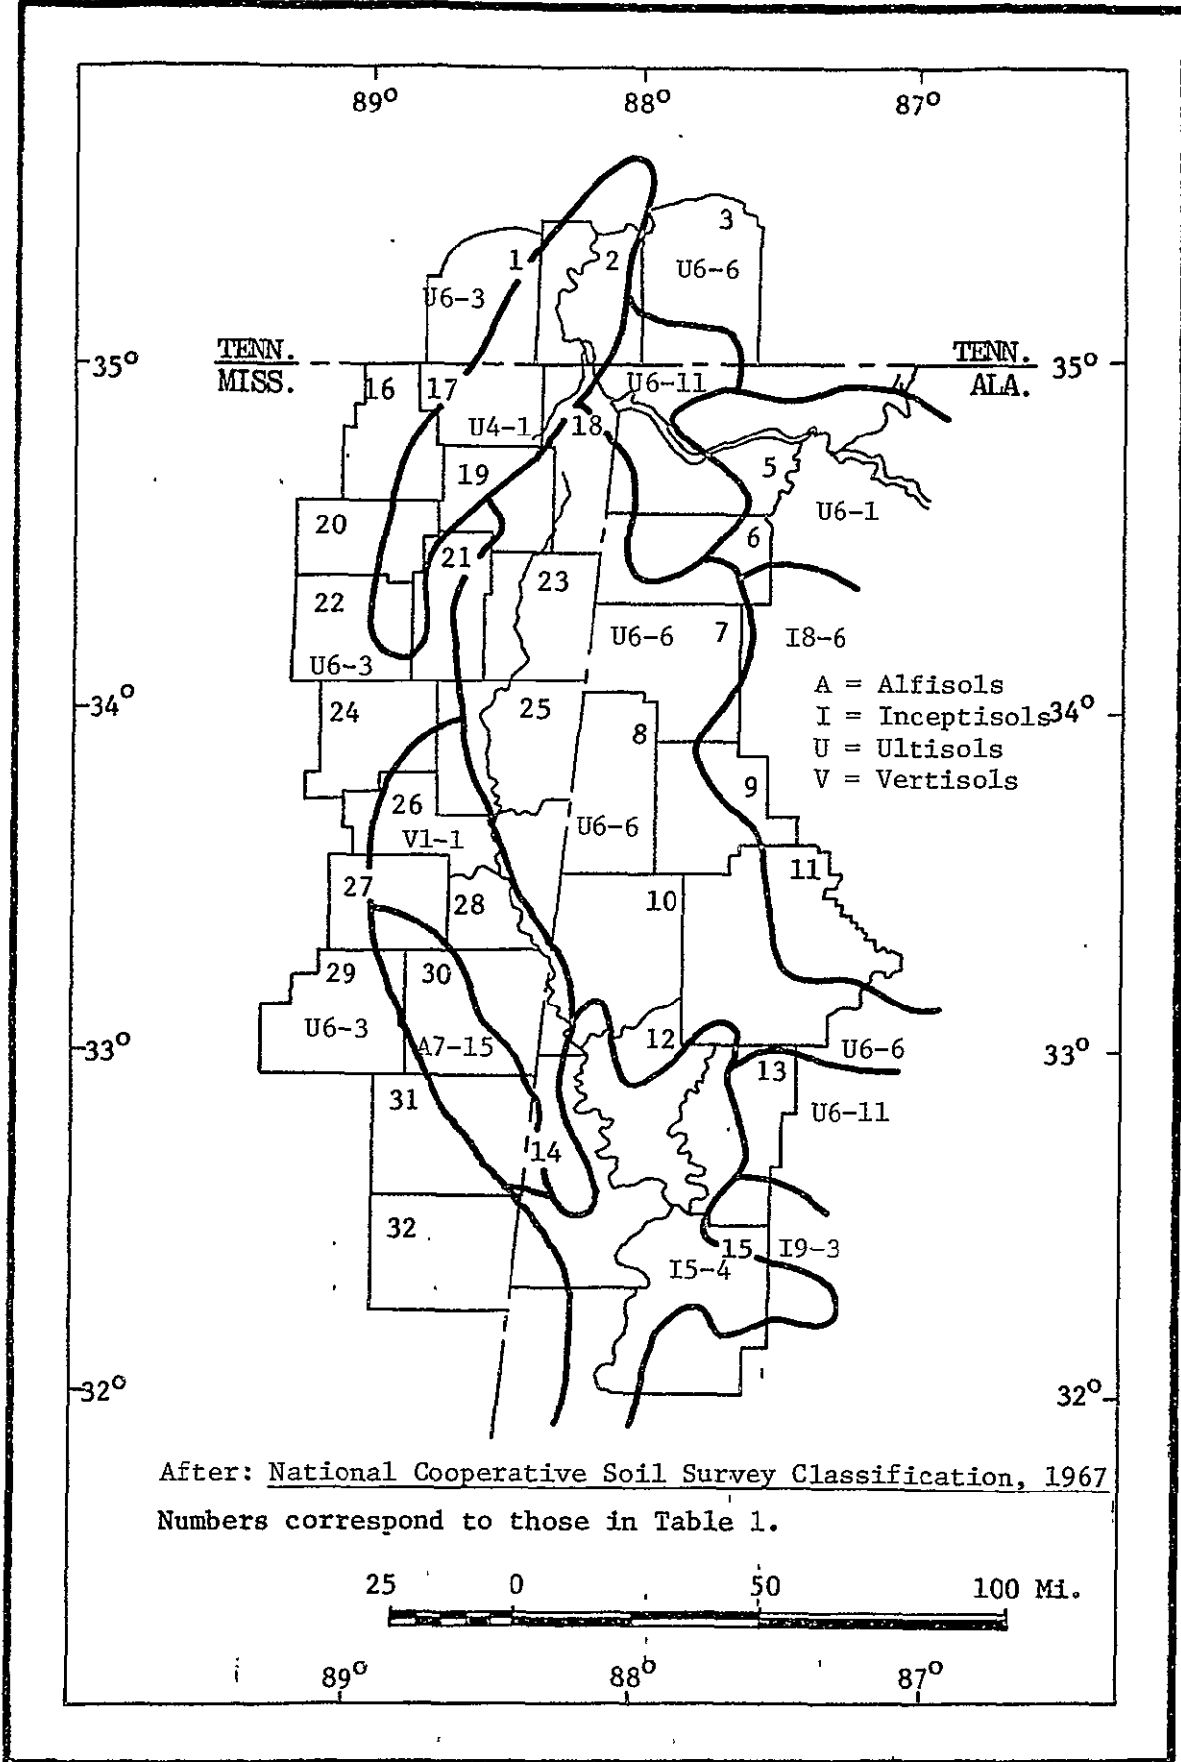 89° 88° 87°
3
1 2
U6-6
U6-3
TENN. TENN.
35° 35°
MISS. ALA.
16 17 U6-11 4
U4-1 18
19 5
20 U6-1
21 6
23
22 U6-6 7 I8-6
U6-3
A = Alfisols
34° 24 25 I = Inceptisols 34°
8 U = Ultisols
V = Vertisols
9
26
V1-1 U6-6
11
27 28 10
29 30
U6-3 12 U6-6
33° A7-15 33°
13
31 U6-11
14
32 15 I9-3
I5-4
32° 32°
After: National Cooperative Soil Survey Classification, 1967
Numbers correspond to those in Table 1.
25 0 50 100 Mi.
89° 88° 87°